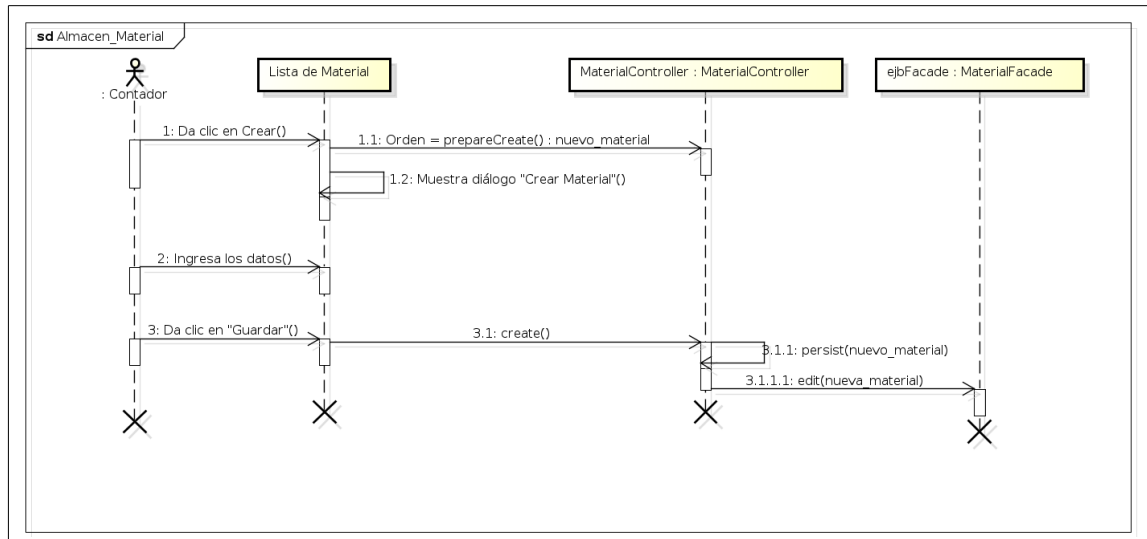 sd Almacen_Material
: Contador
Lista de Material
MaterialController : MaterialController
ejbFacade : MaterialFacade
1: Da clic en Crear()
1.1: Orden = prepareCreate() : nuevo_material
1.2: Muestra diálogo "Crear Material"()
2: Ingresa los datos()
3: Da clic en "Guardar"()
3.1: create()
3.1.1: persist(nuevo_material)
3.1.1.1: edit(nueva_material)